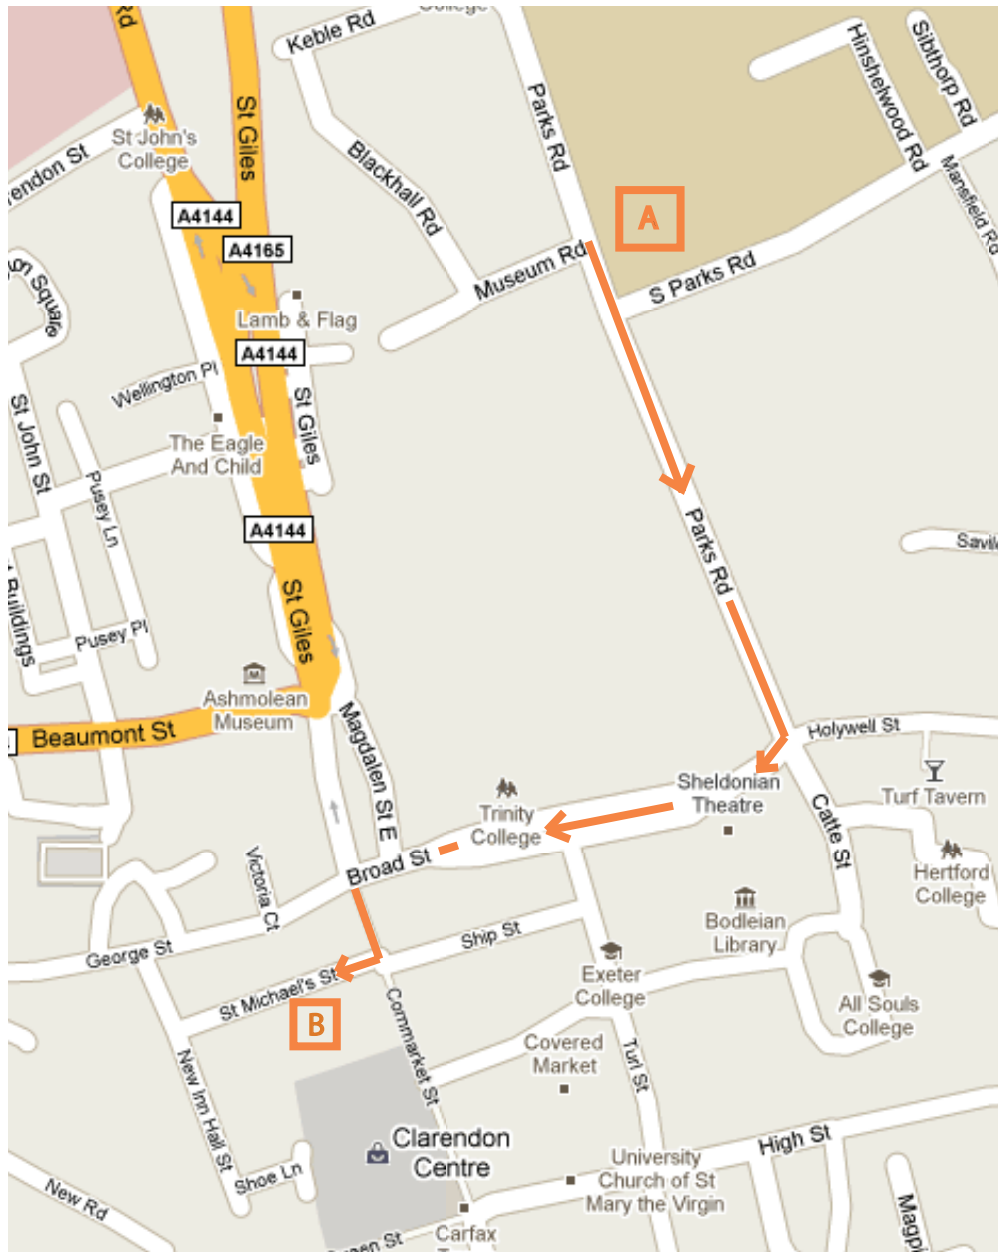 Rd
College
Keble Rd
Hinshelwood Rd
Sibthorp Rd
St John's
College
St Giles
Parks Rd
Blackhall Rd
Mansfield Rd
A
A4144
A4165
Museum Rd
S Parks Rd
Square
Lamb & Flag
A4144
Wellington Pl
St Giles
St John St
The Eagle
And Child
Pusey Ln
A4144
Parks Rd
St Giles
Buildings
Pusey Pl
Ashmolean
Museum
Beaumont St
Magdalen St E
Holywell St
Sheldonian
Theatre
Turf Tavern
Trinity
College
Catte St
Broad St
Victoria Ct
Hertford
College
Bodleian
Library
George St
Ship St
Exeter
College
St Michael's St
All Souls
College
B
Cornmarket St
Covered
Market
Turl St
New Inn Hall St
Clarendon
Centre
High St
Shoe Ln
University
Church of St
Mary the Virgin
New Rd
Carfax